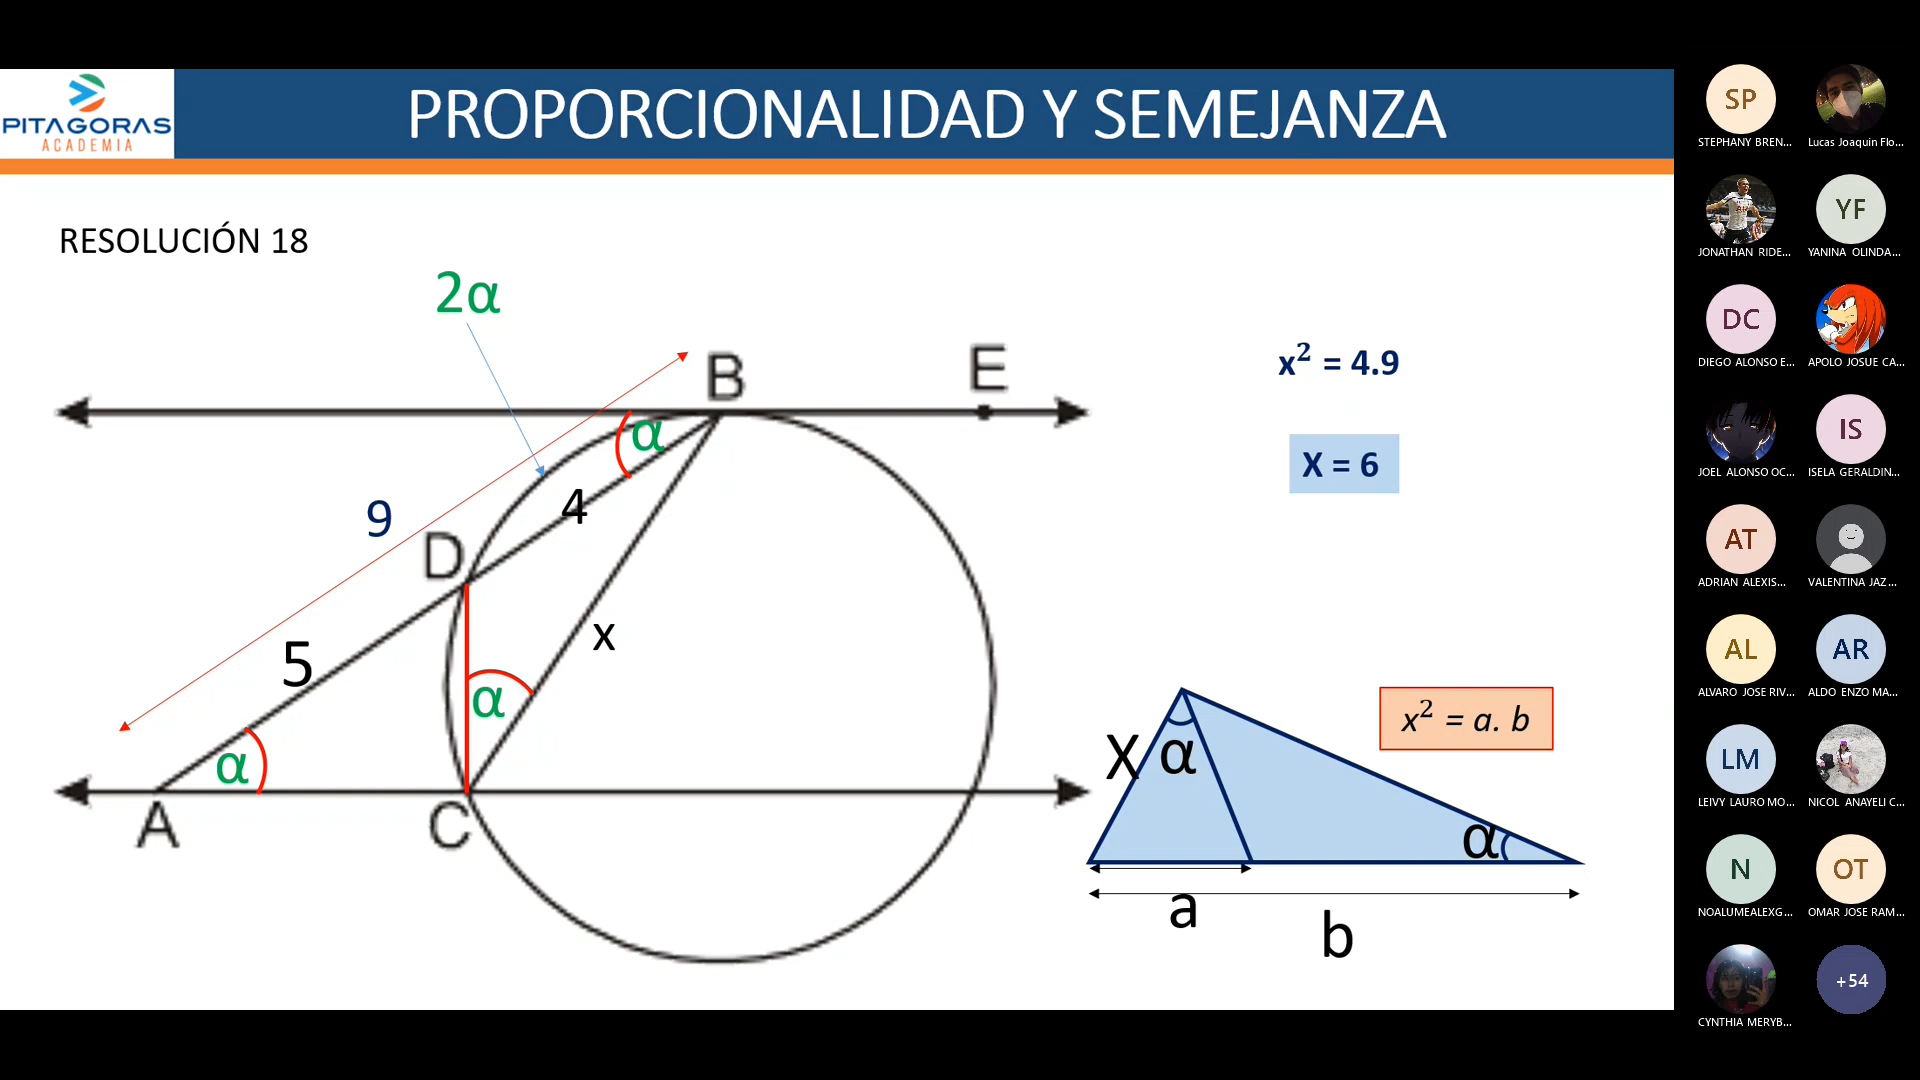 PITAGORAS
ACADEMIA
PROPORCIONALIDAD Y SEMEJANZA
RESOLUCIÓN 18
2α
B
E
α
9
4
D
x
5
α
α
A
C
x² = 4.9
X = 6
x² = a. b
X
α
α
a
b
SP
STEPHANY BREN...
Lucas Joaquin Flo...
JONATHAN RIDE...
YF
YANINA OLINDA...
DC
DIEGO ALONSO E...
APOLO JOSUE CA...
JOEL ALONSO OC...
IS
ISELA GERALDIN...
AT
ADRIAN ALEXIS...
VALENTINA JAZ...
AL
ALVARO JOSE RIV...
AR
ALDO ENZO MA...
LM
LEIVY LAURO MO...
NICOL ANAYELI C...
N
NOALUMEALEXG...
OT
OMAR JOSE RAM...
CYNTHIA MERYB...
+54